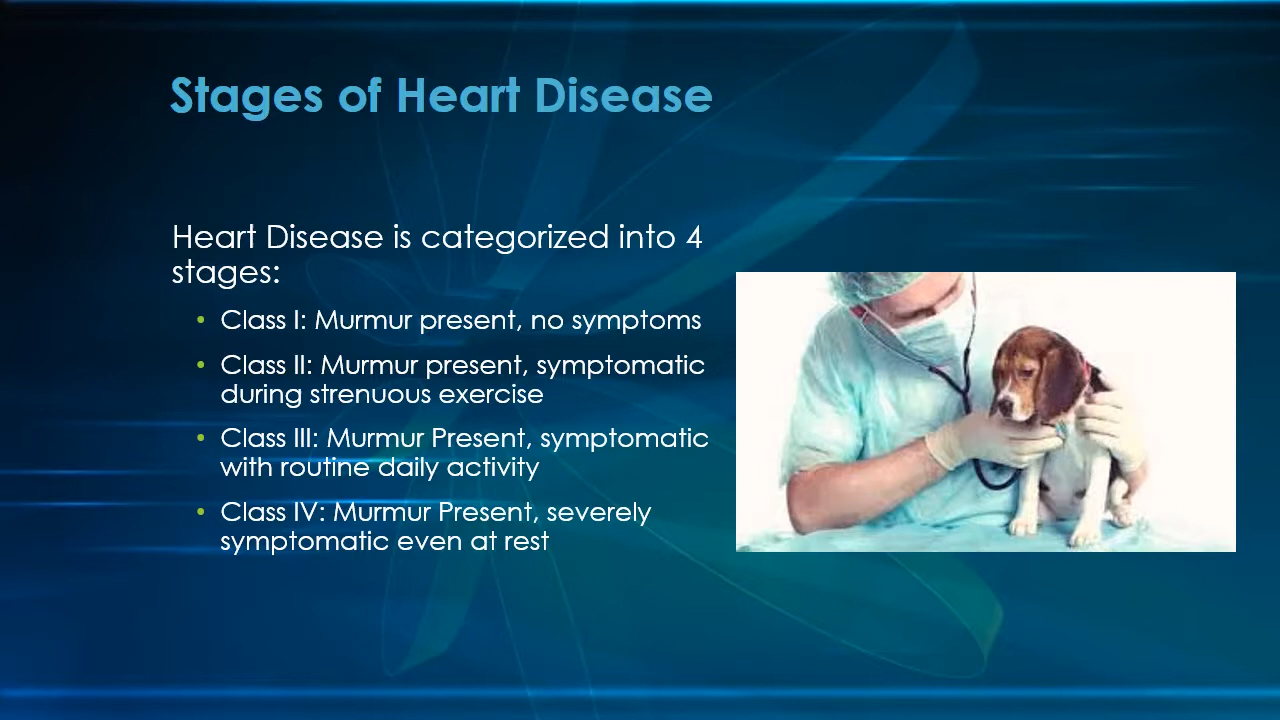 Stages of Heart Disease
Heart Disease is categorized into 4
stages:
• Class I: Murmur present, no symptoms
• Class II: Murmur present, symptomatic
during strenuous exercise
• Class III: Murmur Present, symptomatic
with routine daily activity
• Class IV: Murmur Present, severely
symptomatic even at rest